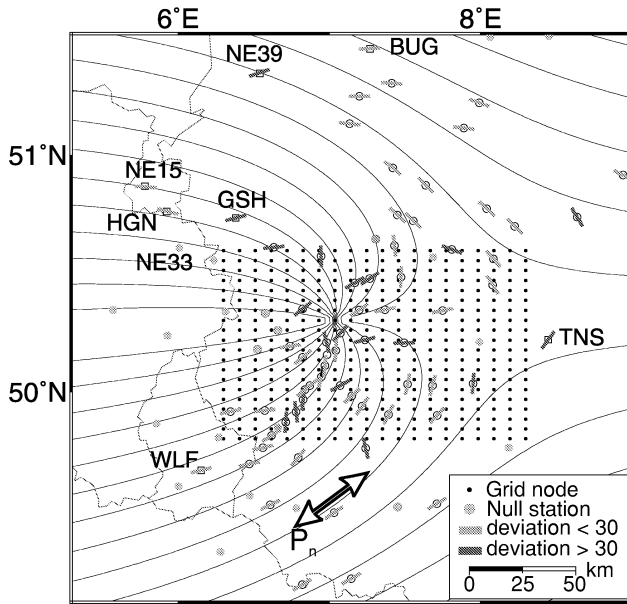 6˚E 8˚E
BUG
NE39
51˚N
NE15
GSH
HGN
NE33
TNS
50˚N
WLF
Pn
Grid node
Null station
deviation < 30
deviation > 30
km
0 25 50